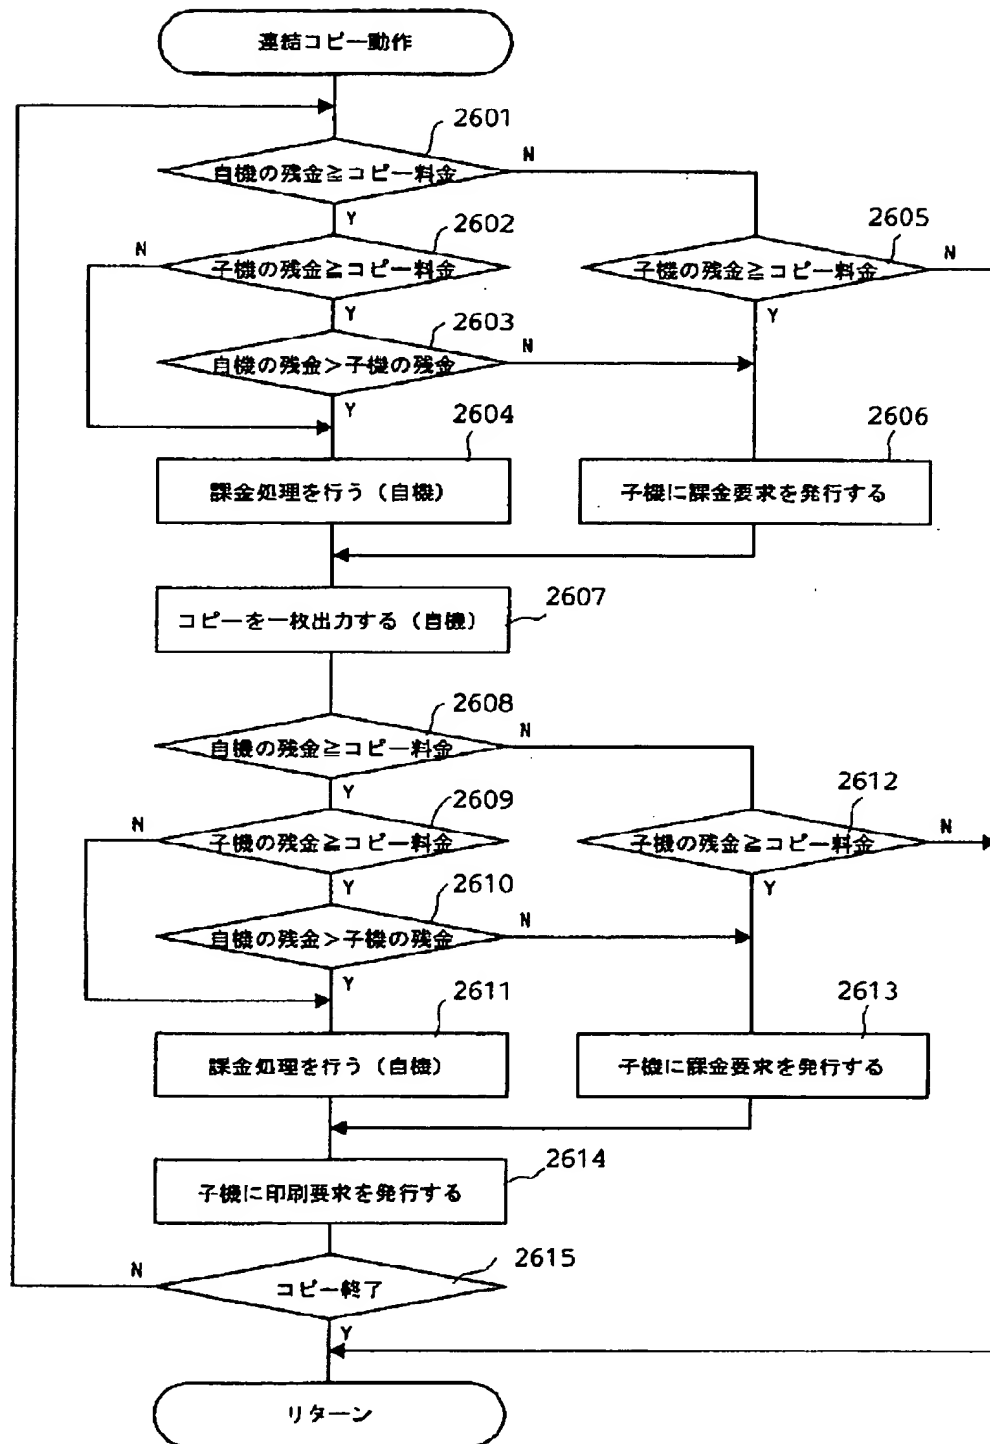 連結コピー動作
2601
自機の残金≧コピー料金
N
Y
2602
子機の残金≧コピー料金
N
Y
2605
子機の残金≧コピー料金
N
Y
2603
自機の残金>子機の残金
N
Y
2604
課金処理を行う(自機)
2606
子機に課金要求を発行する
2607
コピーを一枚出力する(自機)
2608
自機の残金≧コピー料金
N
Y
2609
子機の残金≧コピー料金
N
Y
2612
子機の残金≧コピー料金
N
Y
2610
自機の残金>子機の残金
N
Y
2611
課金処理を行う(自機)
2613
子機に課金要求を発行する
2614
子機に印刷要求を発行する
2615
コピー終了
N
Y
リターン